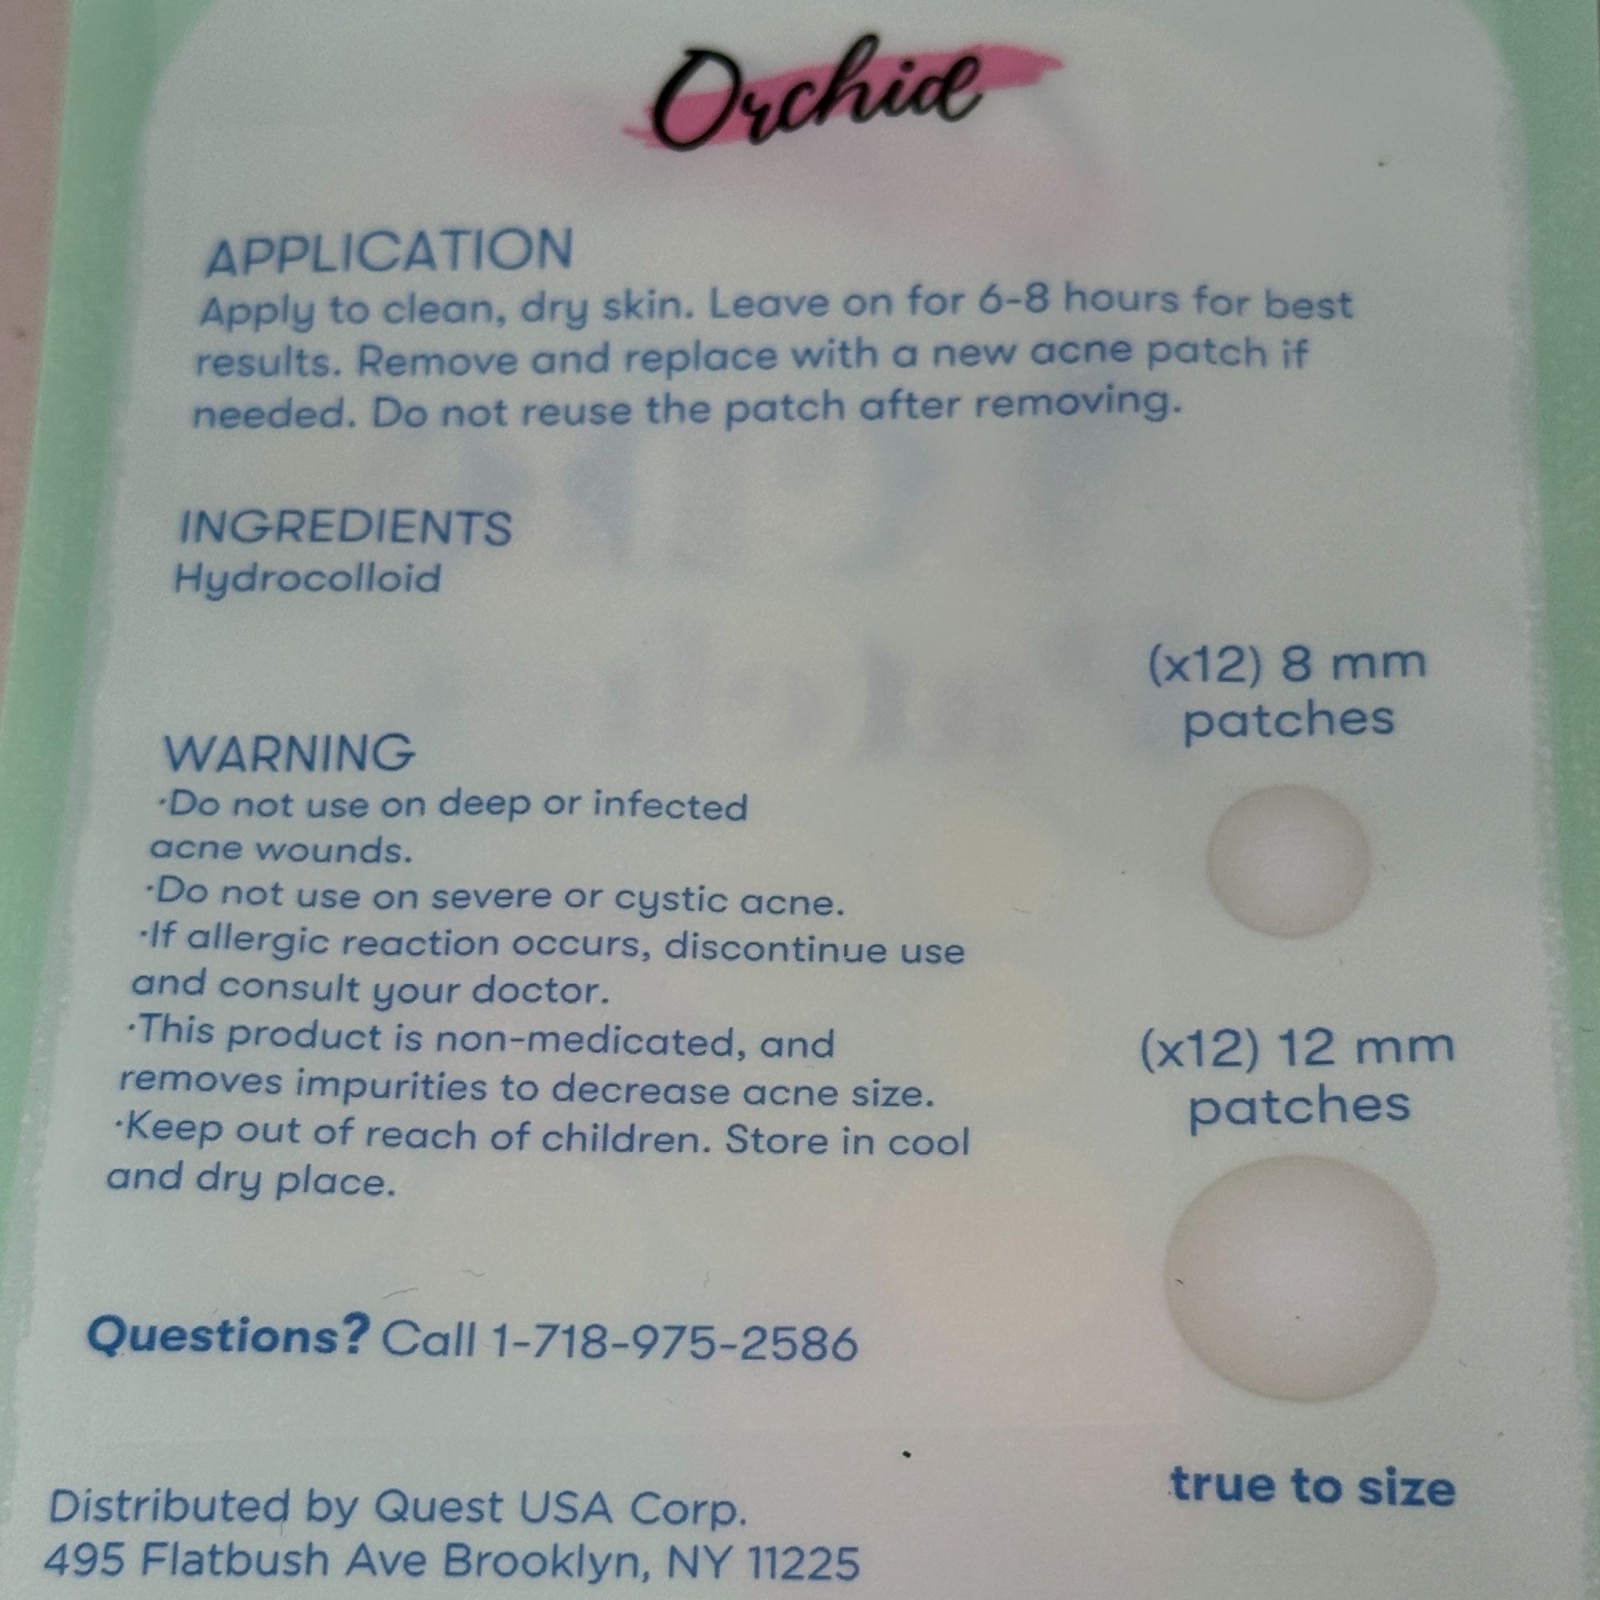 Orchid
APPLICATION
Apply to clean, dry skin. Leave on for 6-8 hours for best
results. Remove and replace with a new acne patch if
needed. Do not reuse the patch after removing.
INGREDIENTS
Hydrocolloid
WARNING
·Do not use on deep or infected
acne wounds.
·Do not use on severe or cystic acne.
·If allergic reaction occurs, discontinue use
and consult your doctor.
·This product is non-medicated, and
removes impurities to decrease acne size.
·Keep out of reach of children. Store in cool
and dry place.
(x12) 8 mm
patches
(x12) 12 mm
patches
true to size
Questions? Call 1-718-975-2586
Distributed by Quest USA Corp.
495 Flatbush Ave Brooklyn, NY 11225